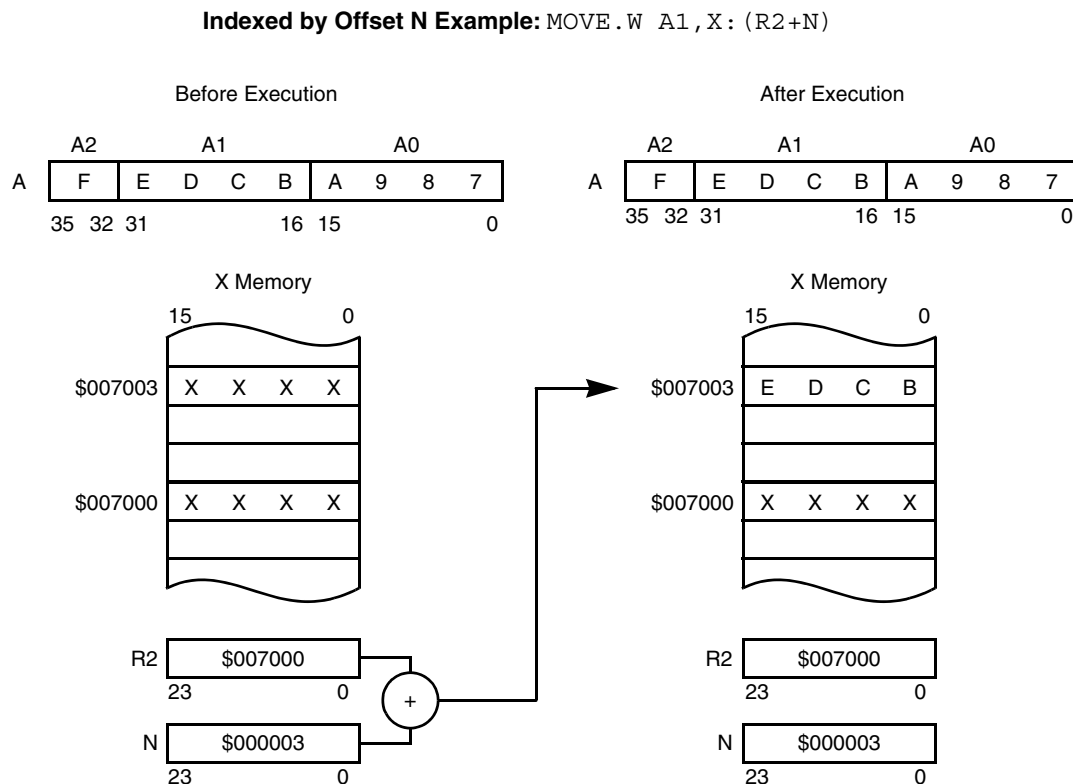 Indexed by Offset N Example: MOVE.W A1,X:(R2+N)
Before Execution
A2 A1 A0
A F E D C B A 9 8 7
35 32 31 16 15 0
X Memory
15 0
$007003 X X X X
$007000 X X X X
R2 $007000
23 0
+
N $000003
23 0
After Execution
A2 A1 A0
A F E D C B A 9 8 7
35 32 31 16 15 0
X Memory
15 0
$007003 E D C B
$007000 X X X X
R2 $007000
23 0
N $000003
23 0